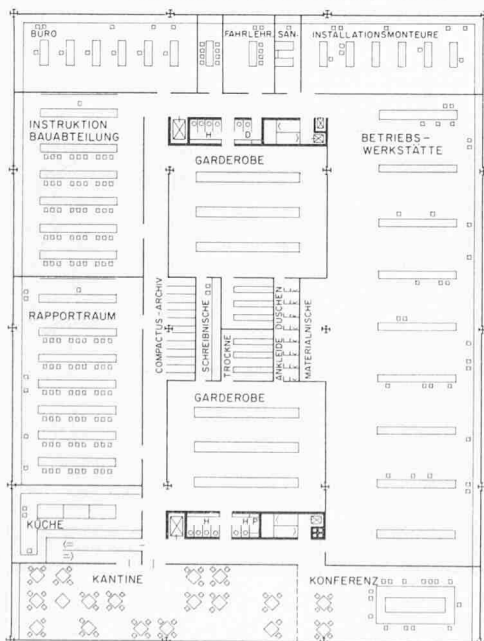 BÜRO
FAHRLEHR.
SAN.
INSTALLATIONSMONTEURE
INSTRUKTION
BAUABTEILUNG
H
D
BETRIEBS-
WERKSTÄTTE
GARDEROBE
RAPPORTRAUM
COMPACTUS-ARCHIV
SCHREIBNISCHE
TROCKNE
ANKLEIDE DUSCHEN
MATERIALNISCHE
GARDEROBE
KÜCHE
H
H
P
KANTINE
KONFERENZ